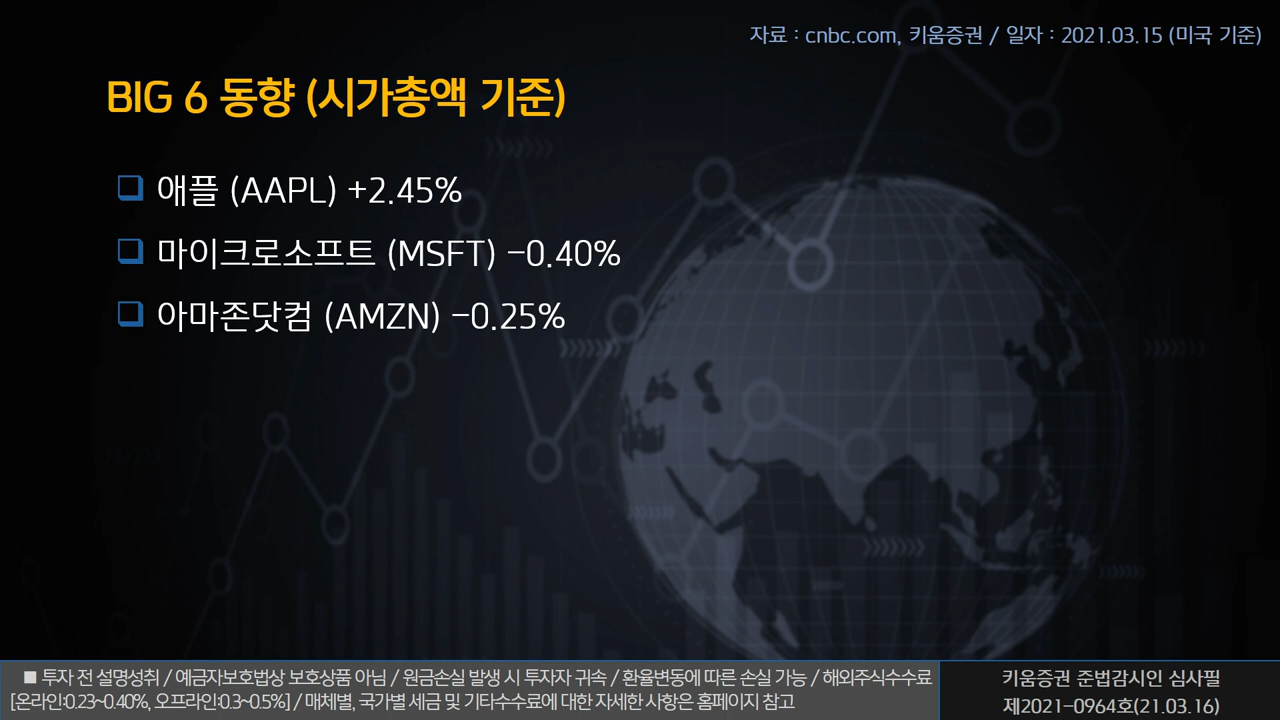 자료 : cnbc.com, 키움증권 / 일자 : 2021.03.15 (미국 기준)
BIG 6 동향 (시가총액 기준)
애플 (AAPL) +2.45%
마이크로소프트 (MSFT) -0.40%
아마존닷컴 (AMZN) -0.25%
■ 투자 전 설명성취 / 예금자보호법상 보호상품 아님 / 원금손실 발생 시 투자자 귀속 / 환율변동에 따른 손실 가능 / 해외주식수수료
[온라인:0.23~0.40%, 오프라인:0.3~0.5%] / 매체별, 국가별 세금 및 기타수수료에 대한 자세한 사항은 홈페이지 참고
키움증권 준법감시인 심사필
제2021-0964호(21.03.16)